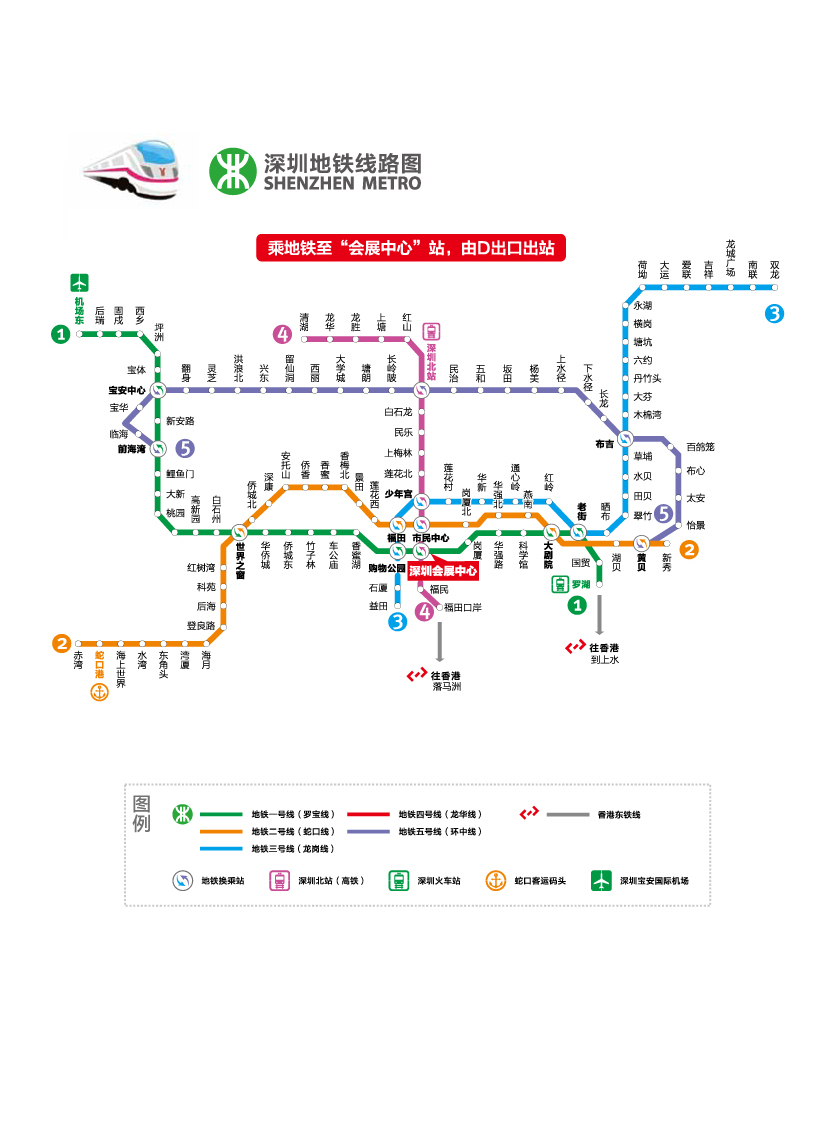 深圳地铁线路图
SHENZHEN METRO
乘地铁至“会展中心”站，由D出口出站
机场东
后瑞
固戍
西乡
坪洲
1
宝体
宝安中心
宝华
临海
前海湾
5
新安路
鲤鱼门
大新
桃园
高新园
白石州
翻身
灵芝
洪浪北
兴东
留仙洞
西丽
大学城
塘朗
长岭陂
4
清湖
龙华
龙胜
上塘
红山
深圳北站
民治
五和
坂田
杨美
上水径
下水径
长龙
布吉
荷坳
大运
爱联
吉祥
龙城广场
南联
双龙
3
永湖
横岗
塘坑
六约
丹竹头
大芬
木棉湾
草埔
水贝
田贝
翠竹
5
百鸽笼
布心
太安
怡景
2
白石龙
民乐
上梅林
莲花北
少年宫
莲花村
岗厦北
华新
华强北
通心岭
燕南
红岭
老街
晒布
侨城北
深康
安托山
侨香
香蜜
香梅北
景田
莲花西
福田
市民中心
世界之窗
华侨城
侨城东
竹子林
车公庙
香蜜湖
购物公园
深圳会展中心
岗厦
华强路
科学馆
大剧院
国贸
罗湖
1
湖贝
黄贝
新秀
石厦
益田
3
福民
4
福田口岸
往香港
落马洲
往香港
到上水
红树湾
科苑
后海
登良路
2
赤湾
蛇口港
海上世界
水湾
东角头
湾厦
海月
图例
地铁一号线（罗宝线）
地铁四号线（龙华线）
香港东铁线
地铁二号线（蛇口线）
地铁五号线（环中线）
地铁三号线（龙岗线）
地铁换乘站
深圳北站（高铁）
深圳火车站
蛇口客运码头
深圳宝安国际机场